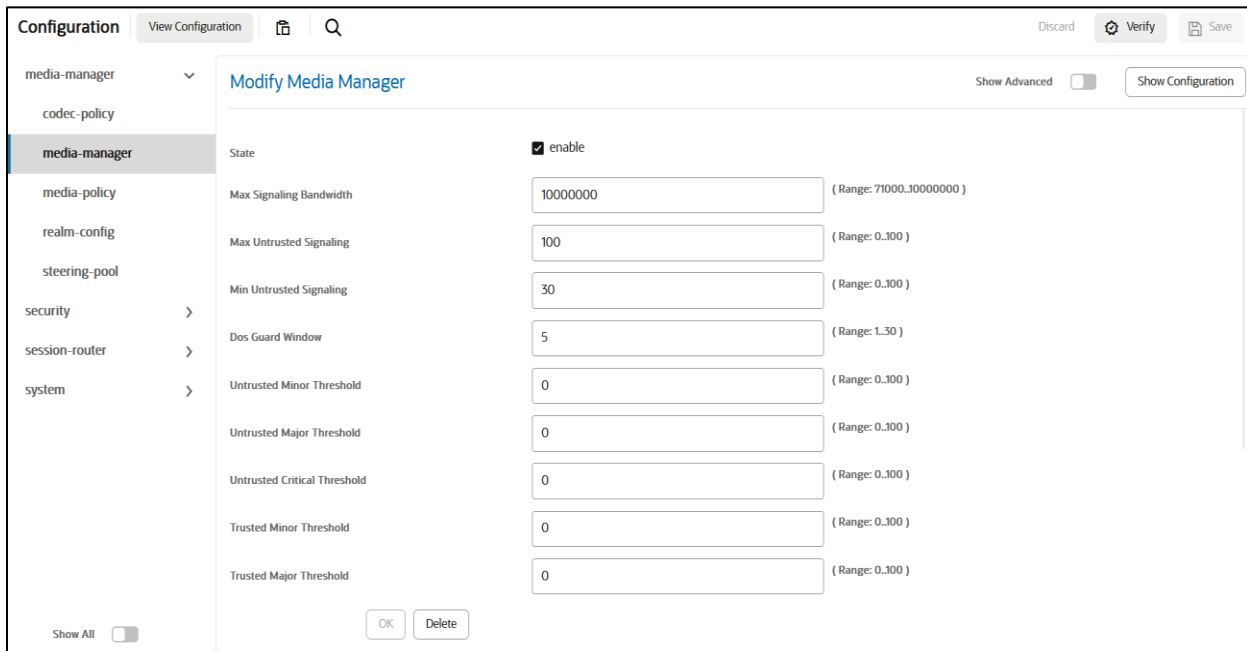 Configuration View Configuration Discard Verify Save
media-manager
codec-policy
media-manager
media-policy
realm-config
steering-pool
security
session-router
system
Show All
Modify Media Manager Show Advanced Show Configuration
State enable
Max Signaling Bandwidth 10000000 ( Range: 71000..10000000 )
Max Untrusted Signaling 100 ( Range: 0..100 )
Min Untrusted Signaling 30 ( Range: 0..100 )
Dos Guard Window 5 ( Range: 1..30 )
Untrusted Minor Threshold 0 ( Range: 0..100 )
Untrusted Major Threshold 0 ( Range: 0..100 )
Untrusted Critical Threshold 0 ( Range: 0..100 )
Trusted Minor Threshold 0 ( Range: 0..100 )
Trusted Major Threshold 0 ( Range: 0..100 )
OK Delete